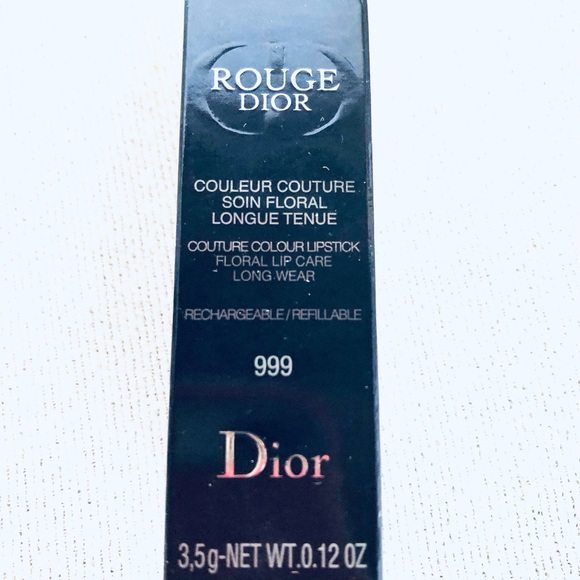 ROUGE
DIOR
COULEUR COUTURE
SOIN FLORAL
LONGUE TENUE
COUTURE COLOUR LIPSTICK
FLORAL LIP CARE
LONG WEAR
RECHARGEABLE/REFILLABLE
999
Dior
3,5g-NET WT.0.12 OZ